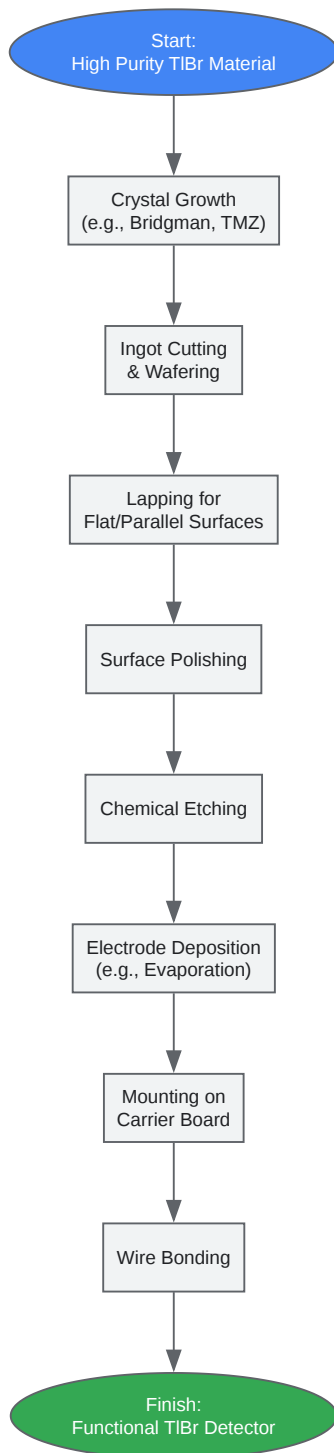 Start:
High Purity TlBr Material
Crystal Growth
(e.g., Bridgman, TMZ)
Ingot Cutting
& Wafering
Lapping for
Flat/Parallel Surfaces
Surface Polishing
Chemical Etching
Electrode Deposition
(e.g., Evaporation)
Mounting on
Carrier Board
Wire Bonding
Finish:
Functional TlBr Detector